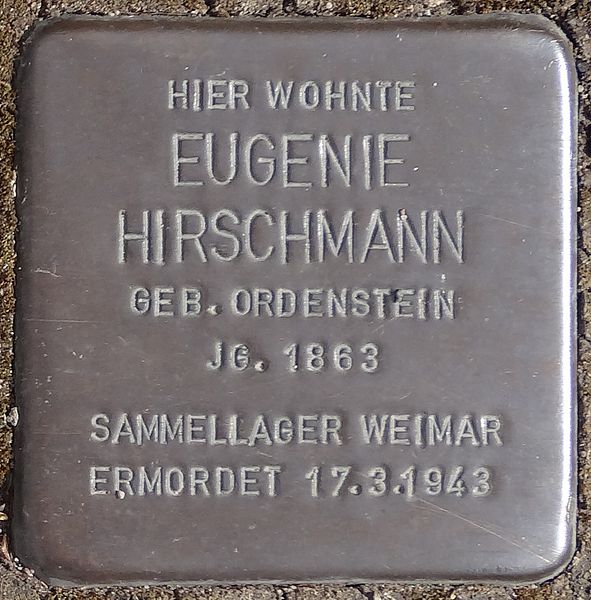 HIER WOHNTE
EUGENIE
HIRSCHMANN
GEB. ORDENSTEIN
JG. 1863
SAMMELLAGER WEIMAR
ERMORDET 17.3.1943